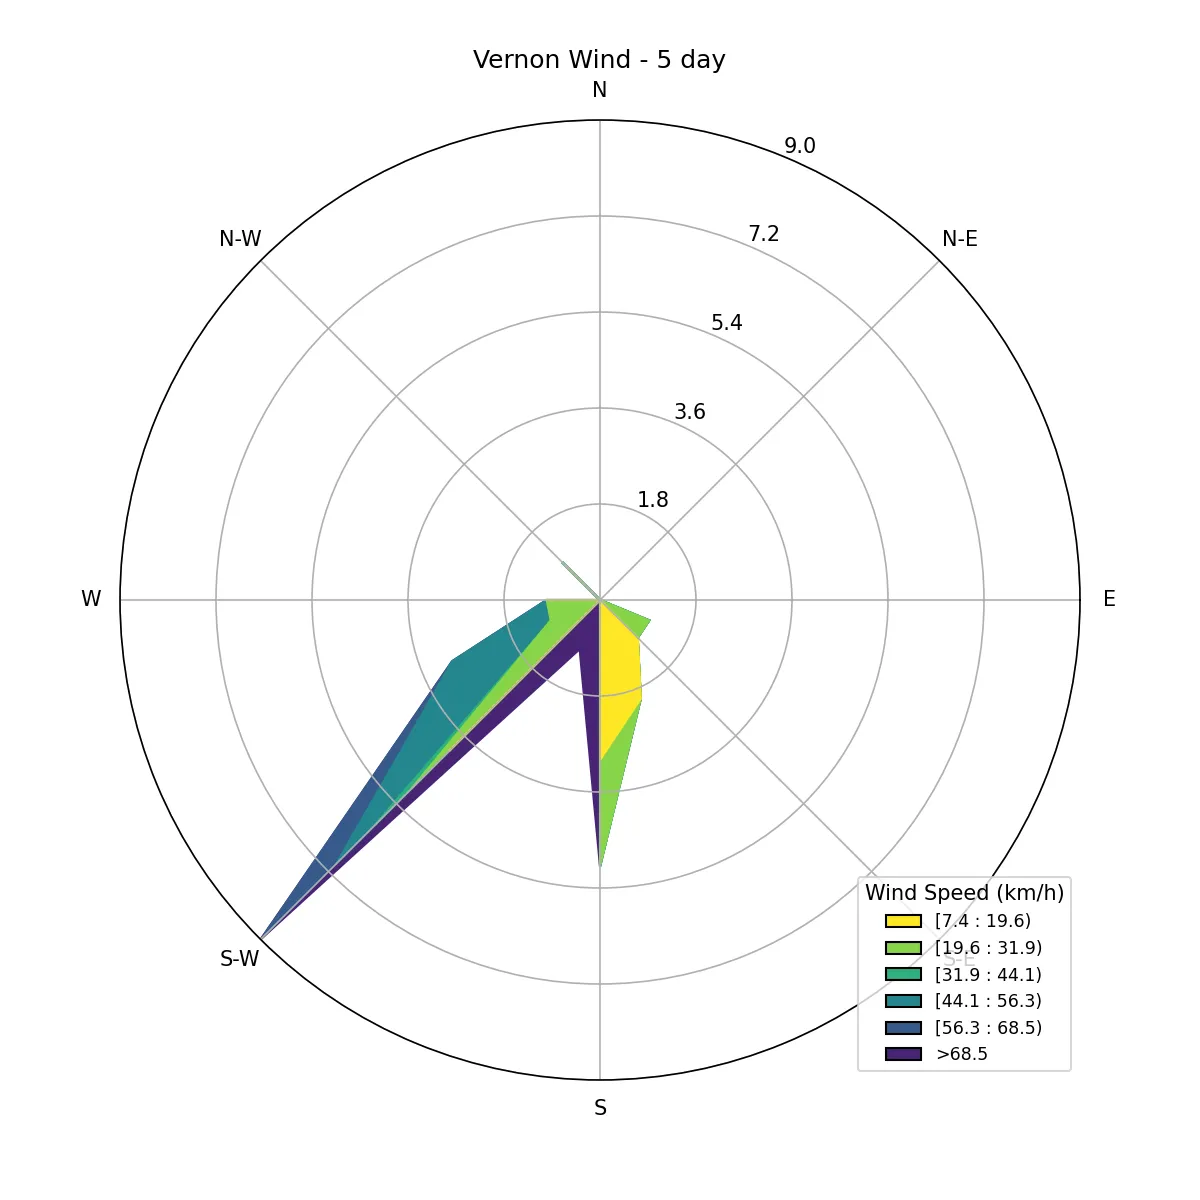 Vernon Wind - 5 day
N
9.0
N-W
7.2
N-E
5.4
3.6
1.8
W
E
Wind Speed (km/h)
[7.4 : 19.6)
[19.6 : 31.9)
[31.9 : 44.1)
[44.1 : 56.3)
[56.3 : 68.5)
>68.5
S-W
S-E
S